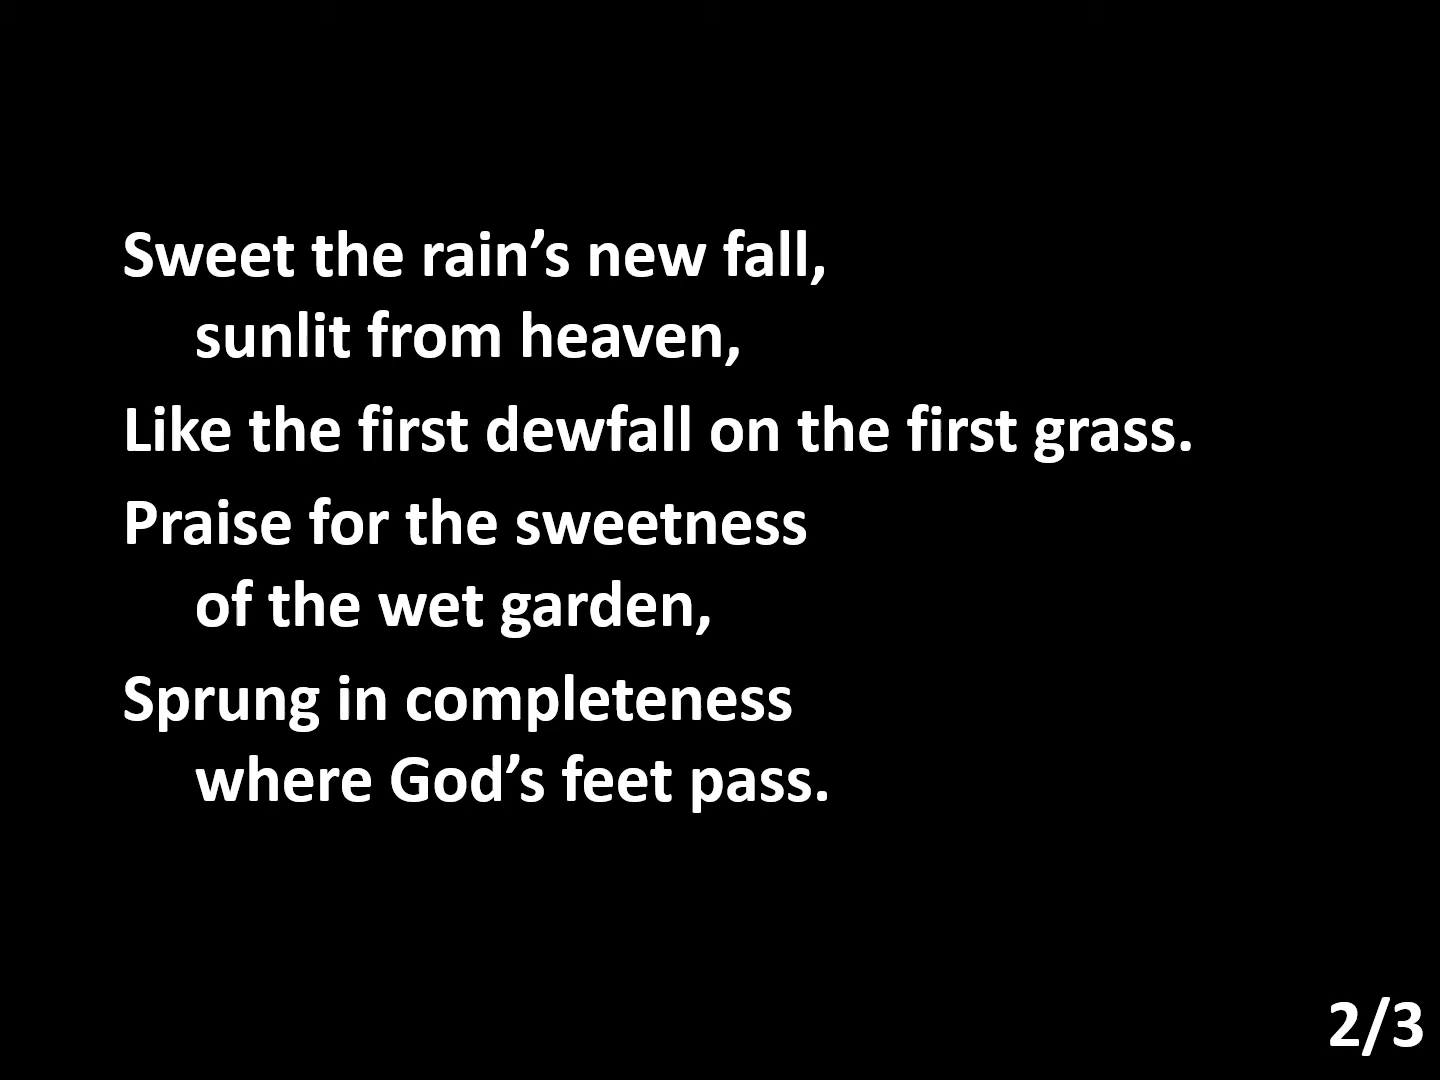 Sweet the rain’s new fall,
sunlit from heaven,
Like the first dewfall on the first grass.
Praise for the sweetness
of the wet garden,
Sprung in completeness
where God’s feet pass.
2/3